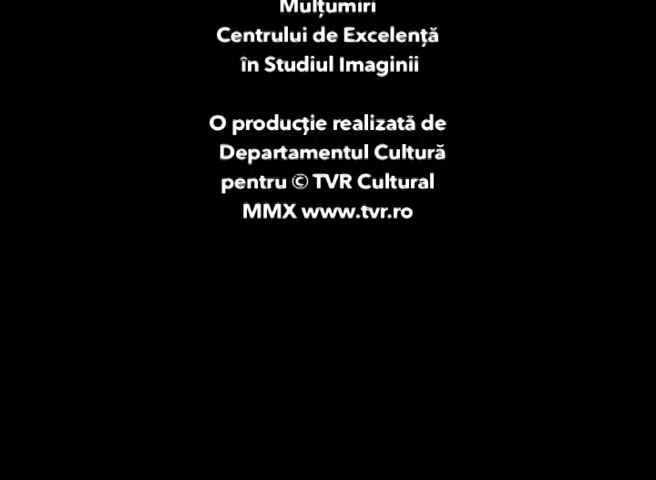 Mulțumiri
Centrului de Excelență
în Studiul Imaginii
O producție realizată de
Departamentul Cultură
pentru © TVR Cultural
MMX www.tvr.ro